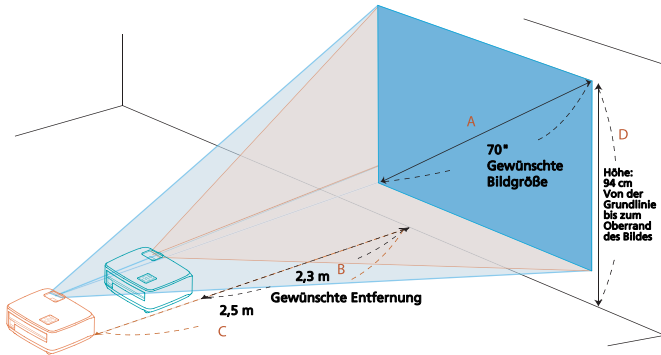 A
D
70"
Gewünschte
Bildgröße
Höhe:
94 cm
Von der
Grundlinie
bis zum
Oberrand
des Bildes
B
2,3 m
Gewünschte Entfernung
2,5 m
C